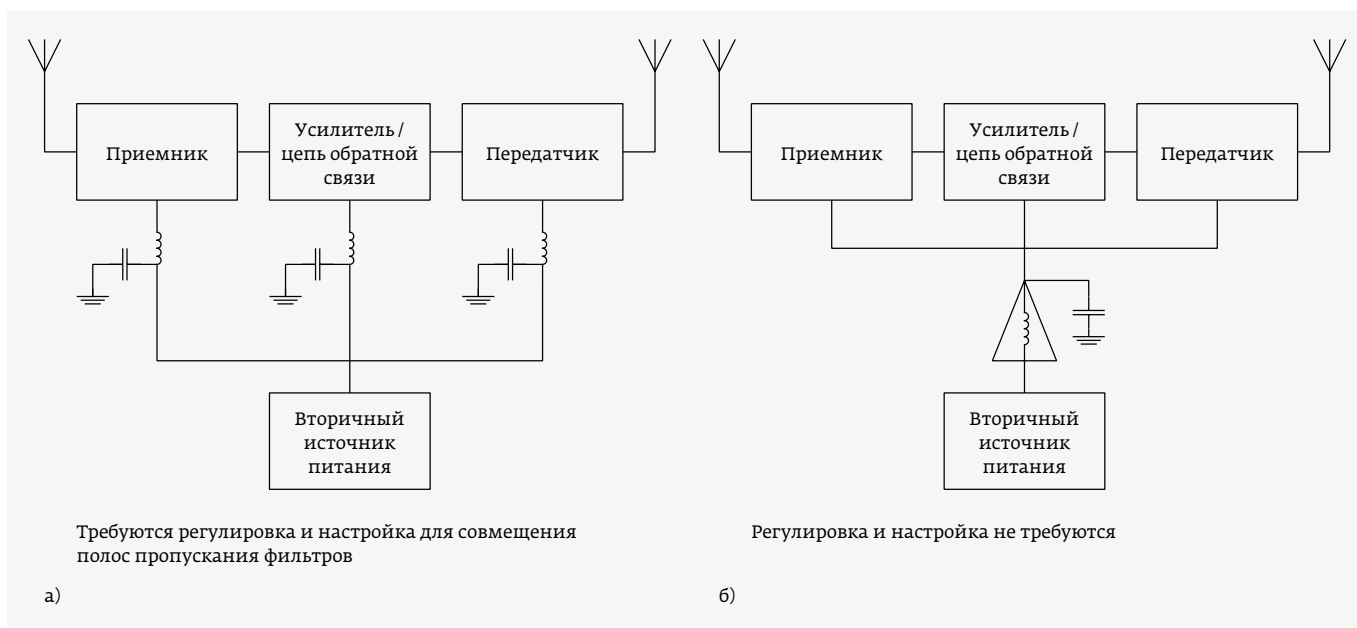 Приемник
Усилитель /
цепь обратной
связи
Передатчик
Вторичный
источник
питания
Требуются регулировка и настройка для совмещения
полос пропускания фильтров
а)
Приемник
Усилитель /
цепь обратной
связи
Передатчик
Вторичный
источник
питания
Регулировка и настройка не требуются
б)